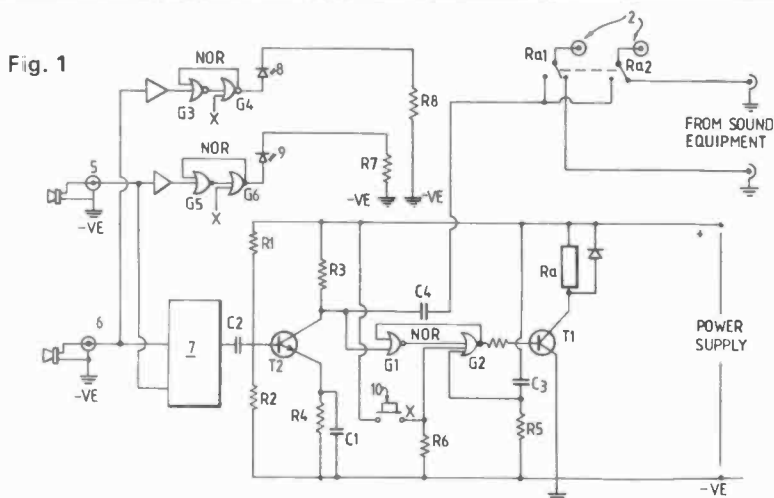 Fig. 1
NOR
G3
G4
X
8
R8
NOR
G5
G6
X
9
R7
-VE
-VE
2
Ra1
Ra2
FROM SOUND
EQUIPMENT
5
-VE
6
-VE
7
C2
R1
R2
T2
R3
R4
C1
C4
NOR
G1
G2
10
X
R6
C3
R5
T1
Ra
+
POWER
SUPPLY
-VE